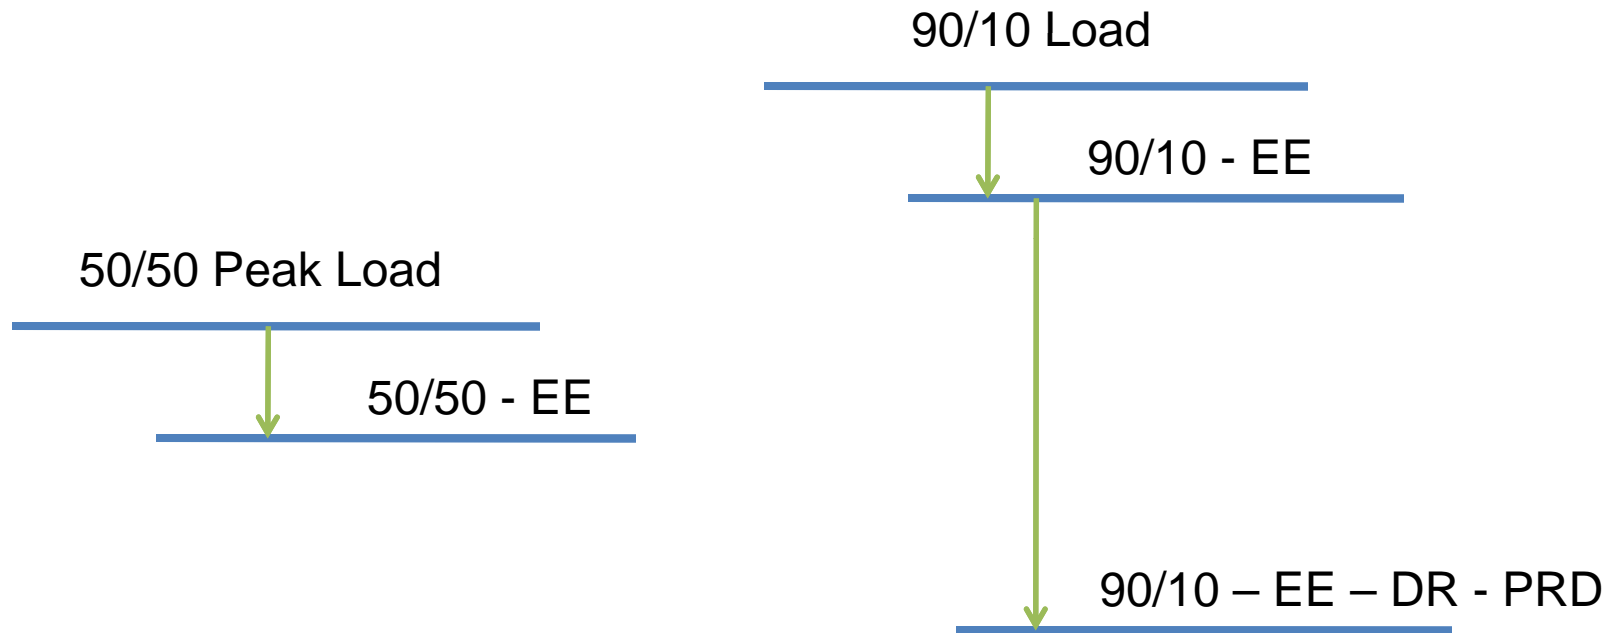 90/10 Load
90/10 - EE
50/50 Peak Load
50/50 - EE
90/10 – EE – DR - PRD